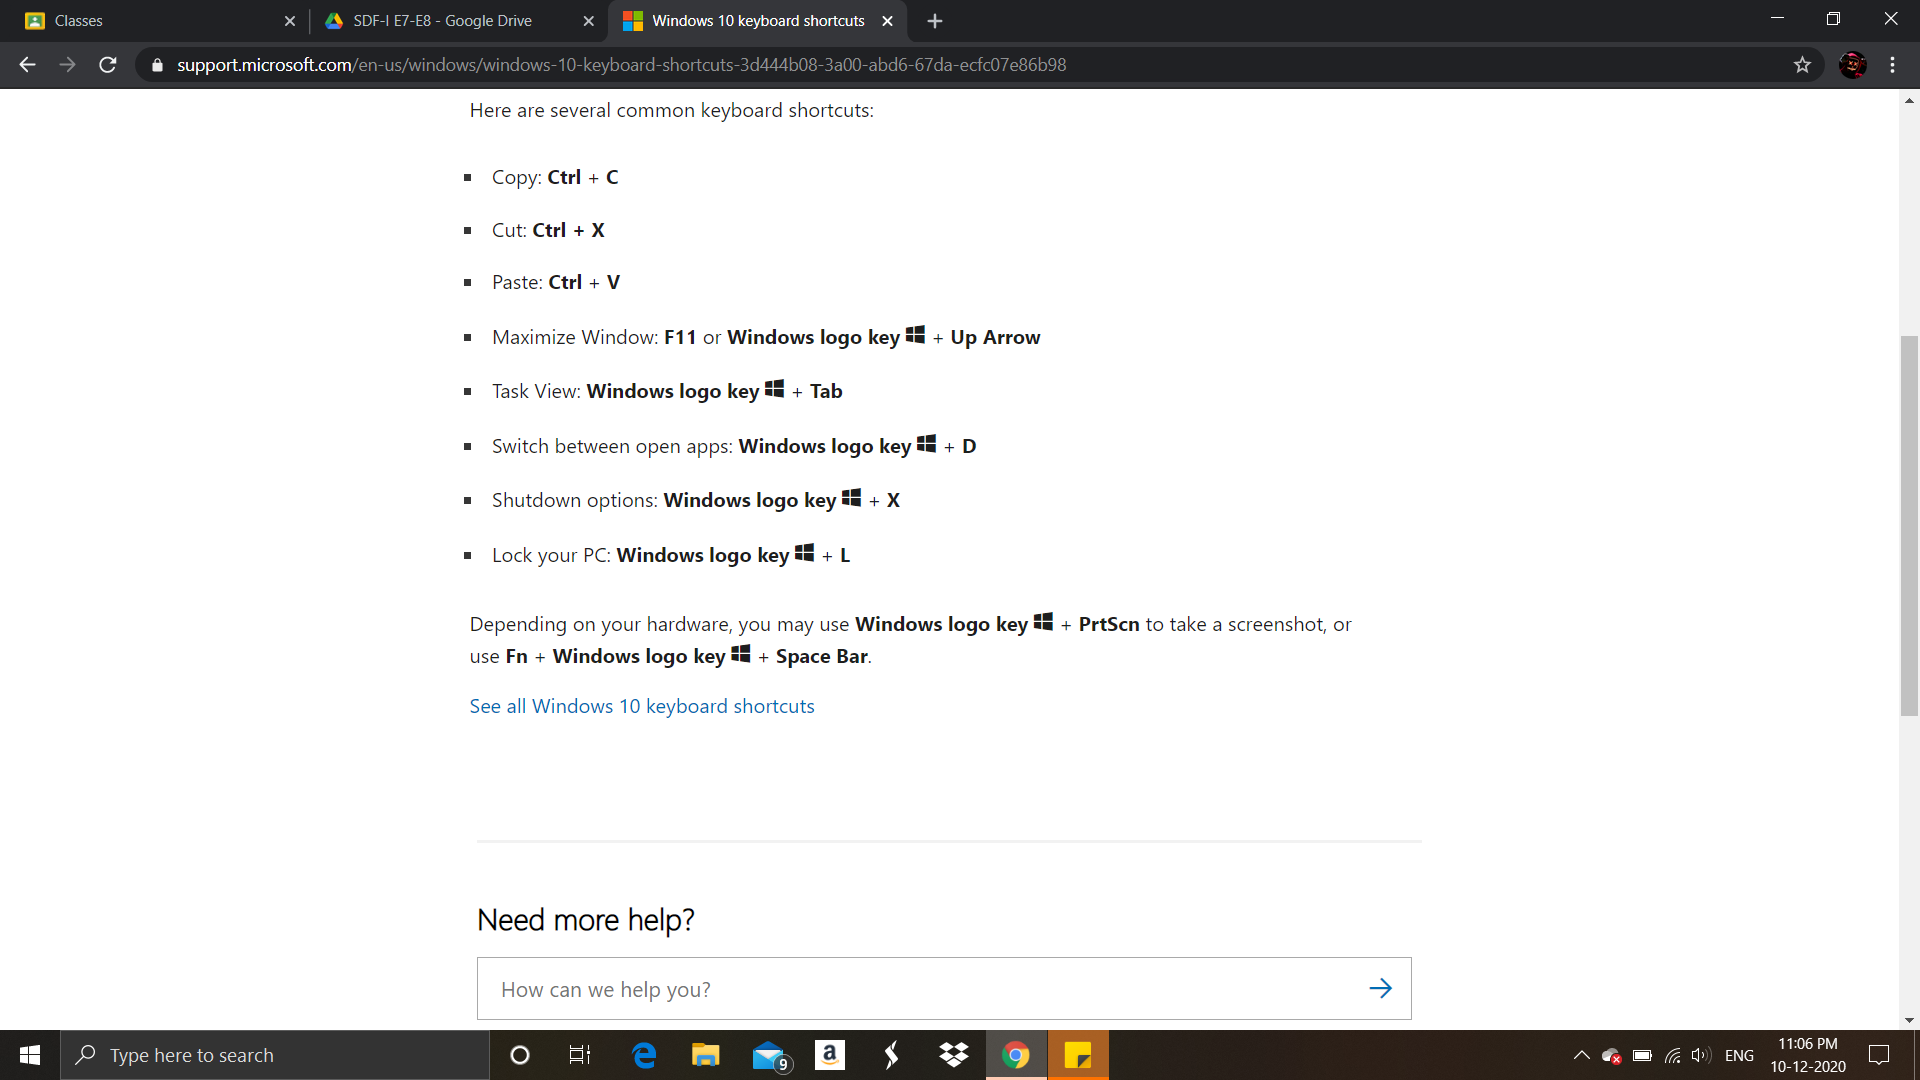 Classes
SDF-I E7-E8 - Google Drive
Windows 10 keyboard shortcuts
support.microsoft.com/en-us/windows/windows-10-keyboard-shortcuts-3d444b08-3a00-abd6-67da-ecfc07e86b98
Here are several common keyboard shortcuts:
Copy: Ctrl + C
Cut: Ctrl + X
Paste: Ctrl + V
Maximize Window: F11 or Windows logo key + Up Arrow
Task View: Windows logo key + Tab
Switch between open apps: Windows logo key + D
Shutdown options: Windows logo key + X
Lock your PC: Windows logo key + L
Depending on your hardware, you may use Windows logo key + PrtScn to take a screenshot, or
use Fn + Windows logo key + Space Bar.
See all Windows 10 keyboard shortcuts
Need more help?
How can we help you?
Type here to search
9
a
ENG
11:06 PM
10-12-2020